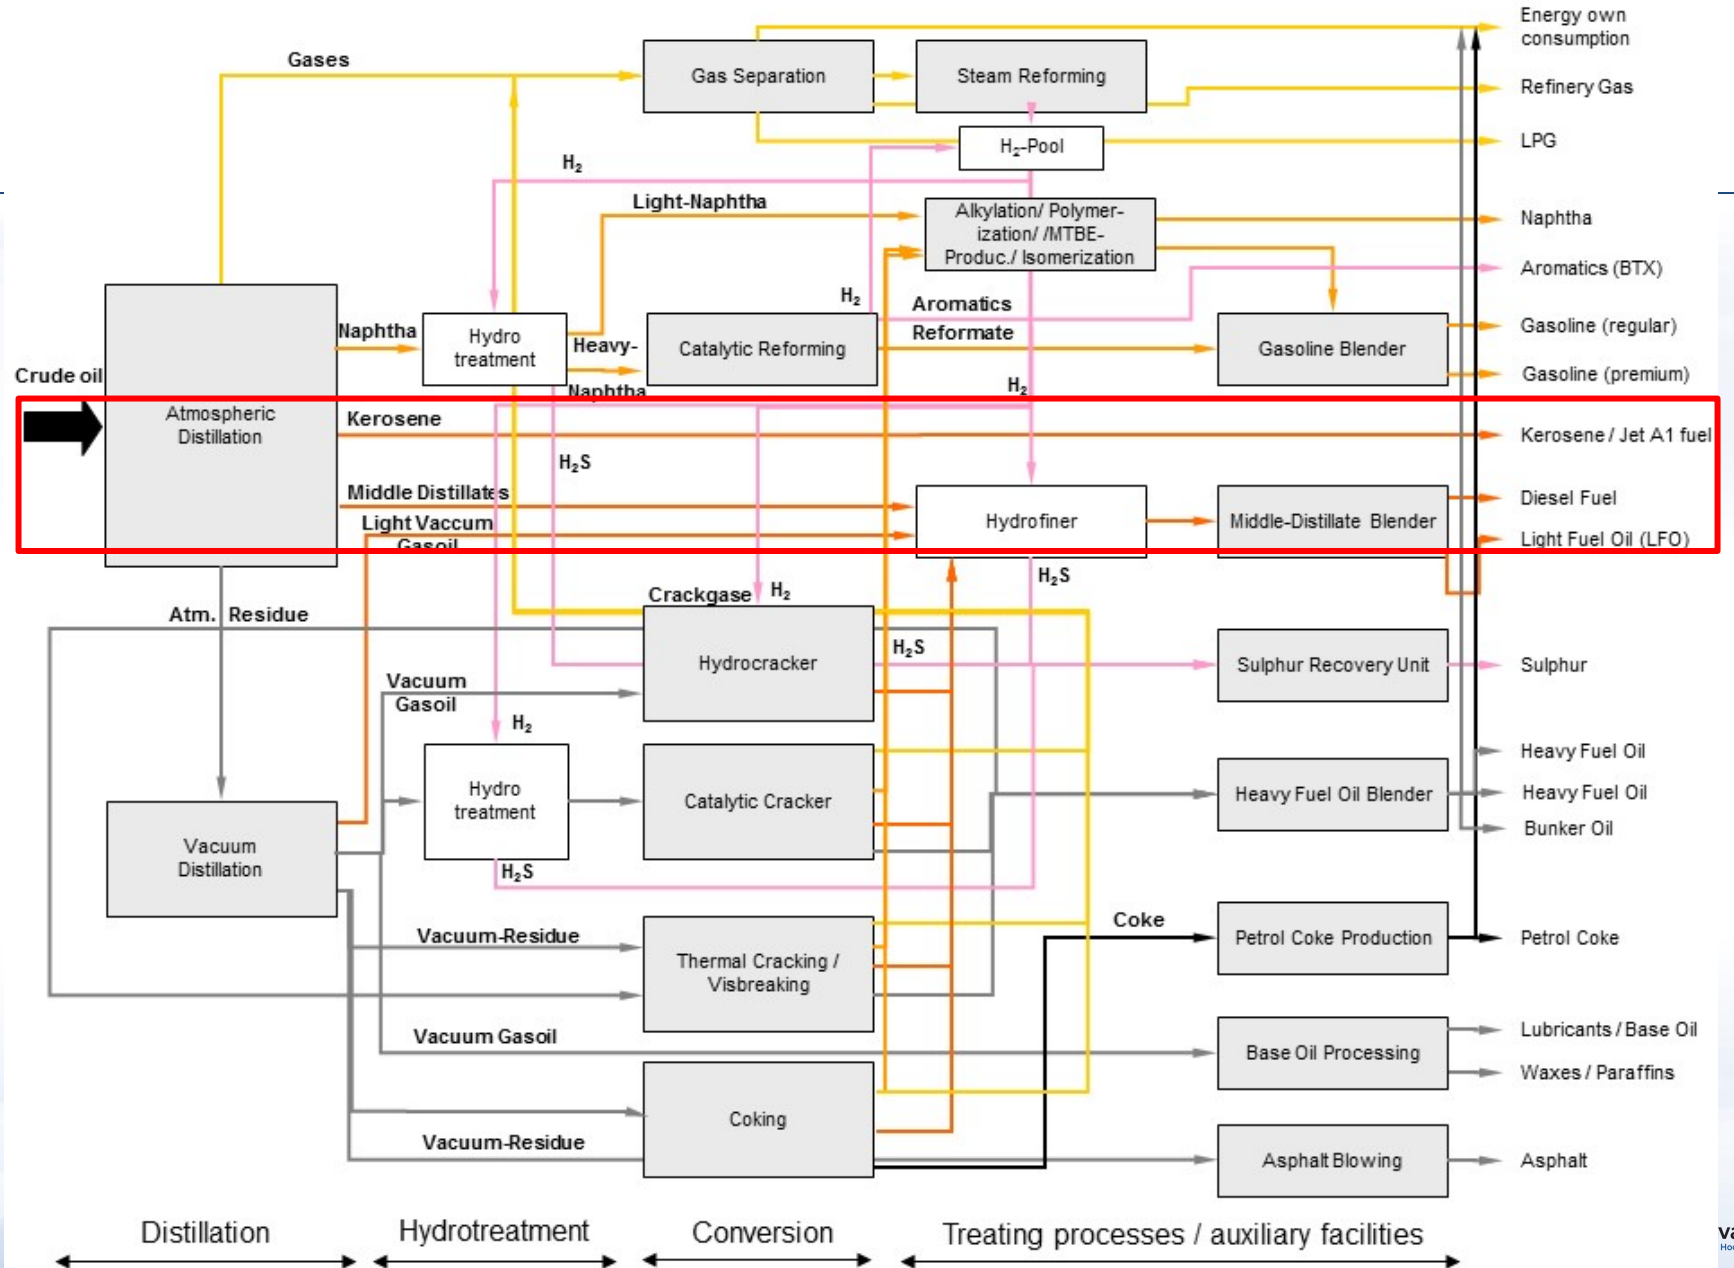 Energy own
consumption
Gases
Gas Separation
Steam Reforming
Refinery Gas
H₂-Pool
LPG
H₂
Light-Naphtha
Alkylation/ Polymer-
ization/ /MTBE-
Produc./ Isomerization
Naphtha
Aromatics (BTX)
H₂
Aromatics
Naphtha
Hydro
treatment
Heavy-
Naphtha
Catalytic Reforming
Reformate
Gasoline Blender
Gasoline (regular)
Gasoline (premium)
Crude oil
H₂
Atmospheric
Distillation
Kerosene
Kerosene / Jet A1 fuel
H₂S
Middle Distillates
Light Vaccum
Gasoil
Hydrofiner
Middle-Distillate Blender
Diesel Fuel
Light Fuel Oil (LFO)
H₂S
Crackgase
H₂
Atm. Residue
Hydrocracker
H₂S
Sulphur Recovery Unit
Sulphur
Vacuum
Gasoil
H₂
Hydro
treatment
Catalytic Cracker
Heavy Fuel Oil Blender
Heavy Fuel Oil
Heavy Fuel Oil
Bunker Oil
Vacuum
Distillation
H₂S
Vacuum-Residue
Thermal Cracking /
Visbreaking
Coke
Petrol Coke Production
Petrol Coke
Vacuum Gasoil
Base Oil Processing
Lubricants / Base Oil
Waxes / Paraffins
Coking
Vacuum-Residue
Asphalt Blowing
Asphalt
Distillation
Hydrotreatment
Conversion
Treating processes / auxiliary facilities